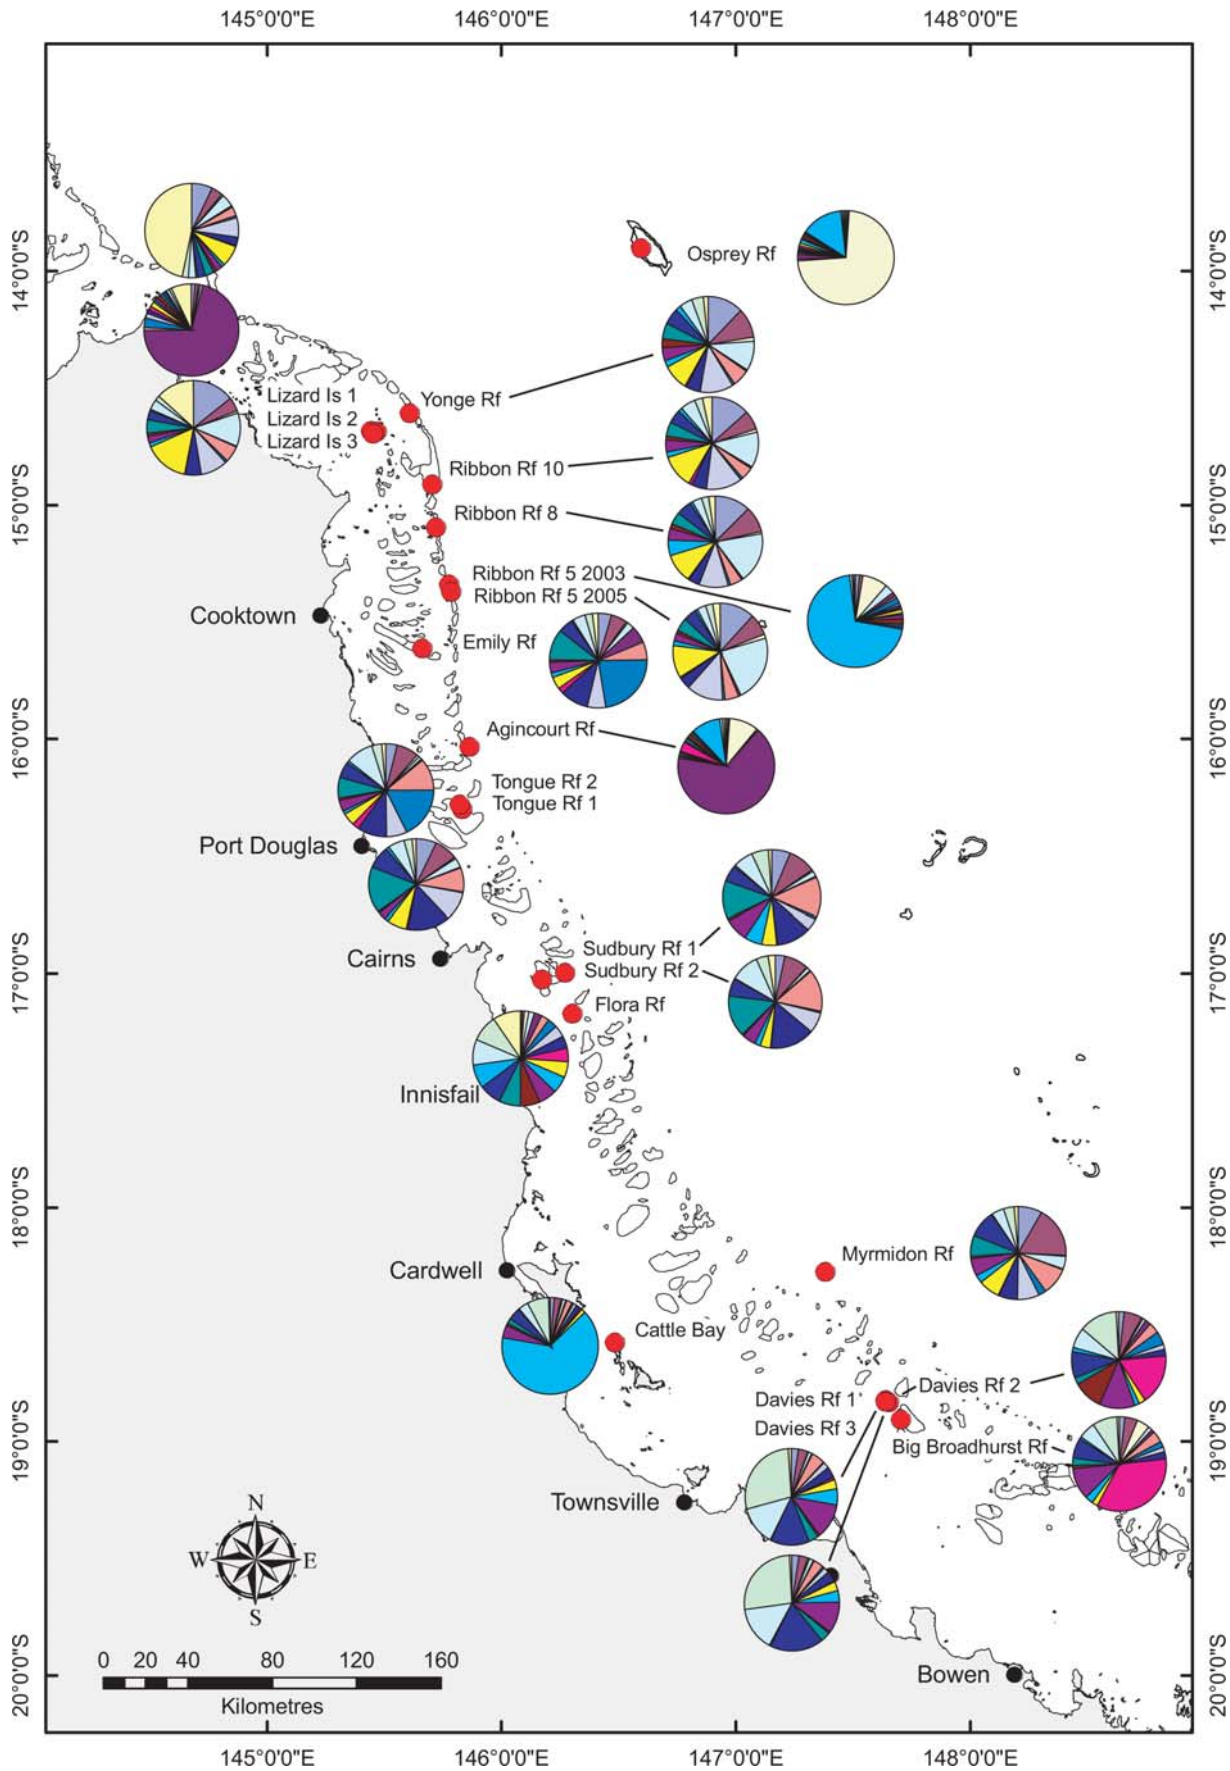 145°0'0"E 146°0'0"E 147°0'0"E 148°0'0"E
14°0'0"S
14°0'0"S
Osprey Rf
Lizard Is 1
Lizard Is 2
Lizard Is 3
Yonge Rf
Ribbon Rf 10
15°0'0"S
15°0'0"S
Ribbon Rf 8
Ribbon Rf 5 2003
Ribbon Rf 5 2005
Cooktown
Emily Rf
Agincourt Rf
16°0'0"S
16°0'0"S
Tongue Rf 2
Tongue Rf 1
Port Douglas
Cairns
Sudbury Rf 1
Sudbury Rf 2
17°0'0"S
17°0'0"S
Flora Rf
Innisfail
18°0'0"S
18°0'0"S
Myrmidon Rf
Cardwell
Cattle Bay
Davies Rf 1
Davies Rf 2
Davies Rf 3
Big Broadhurst Rf
19°0'0"S
19°0'0"S
Townsville
N
W E
S
0 20 40 80 120 160
Kilometres
Bowen
20°0'0"S
20°0'0"S
145°0'0"E 146°0'0"E 147°0'0"E 148°0'0"E